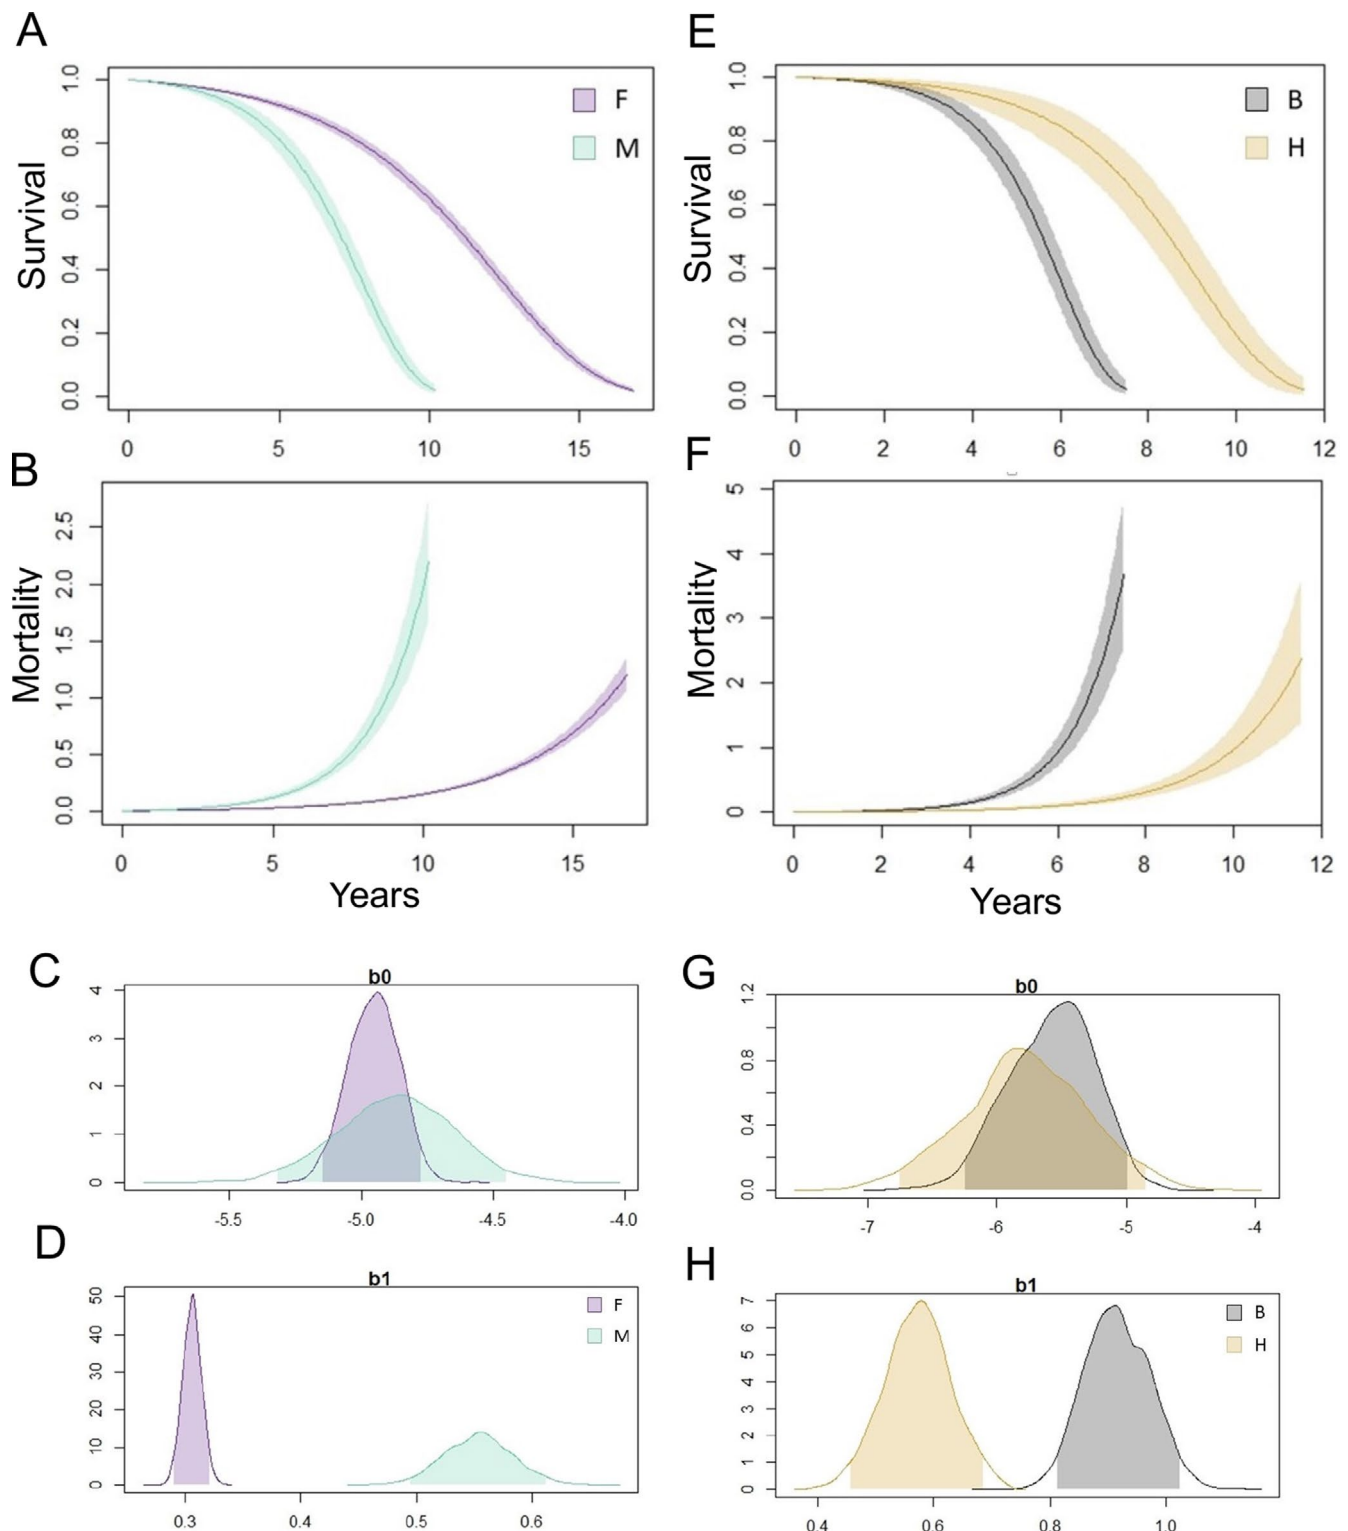 A
Survival
1.0
0.8
0.6
0.4
0.2
0.0
F
M
0 5 10 15
B
Mortality
2.5
2.0
1.5
1.0
0.5
0.0
0 5 10 15
Years
C
b0
4
3
2
1
0
-5.5 -5.0 -4.5 -4.0
D
b1
50
40
30
20
10
0
F
M
0.3 0.4 0.5 0.6
E
Survival
1.0
0.8
0.6
0.4
0.2
0.0
B
H
0 2 4 6 8 10 12
F
Mortality
5
4
3
2
1
0
0 2 4 6 8 10 12
Years
G
b0
1.2
0.8
0.4
0.0
-7 -6 -5 -4
H
b1
7
6
5
4
3
2
1
0
B
H
0.4 0.6 0.8 1.0